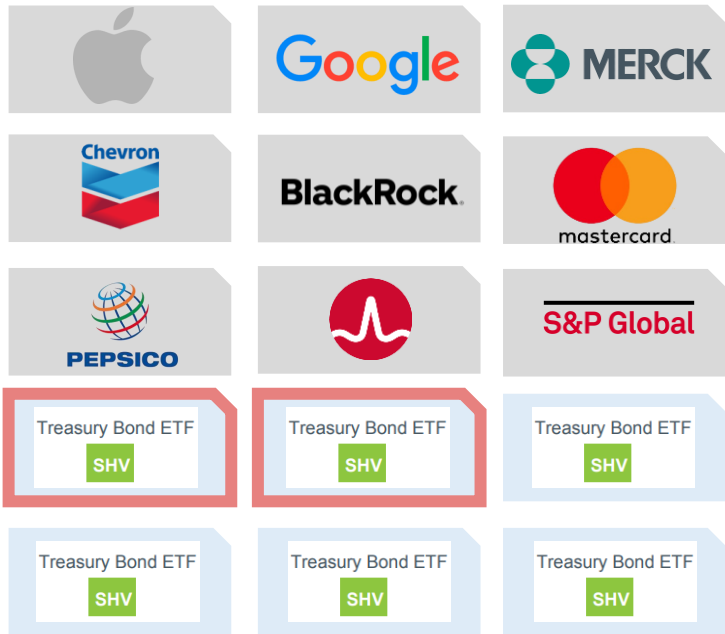 Google
MERCK
Chevron
BlackRock.
mastercard.
PEPSICO
S&P Global
Treasury Bond ETF
SHV
Treasury Bond ETF
SHV
Treasury Bond ETF
SHV
Treasury Bond ETF
SHV
Treasury Bond ETF
SHV
Treasury Bond ETF
SHV